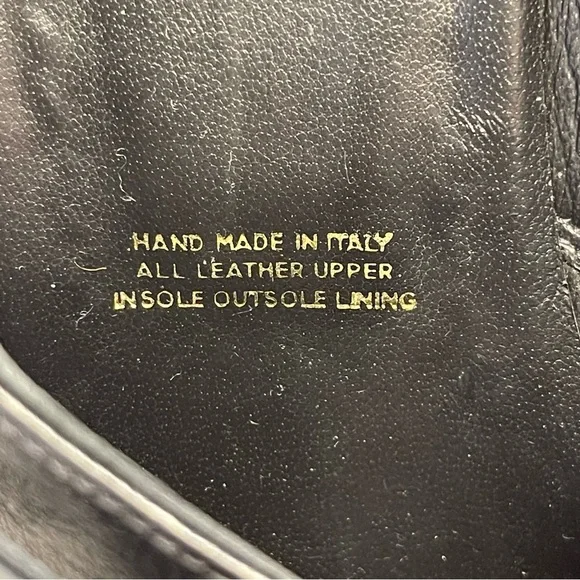 HAND MADE IN ITALY
ALL LEATHER UPPER
INSOLE OUTSOLE LINING